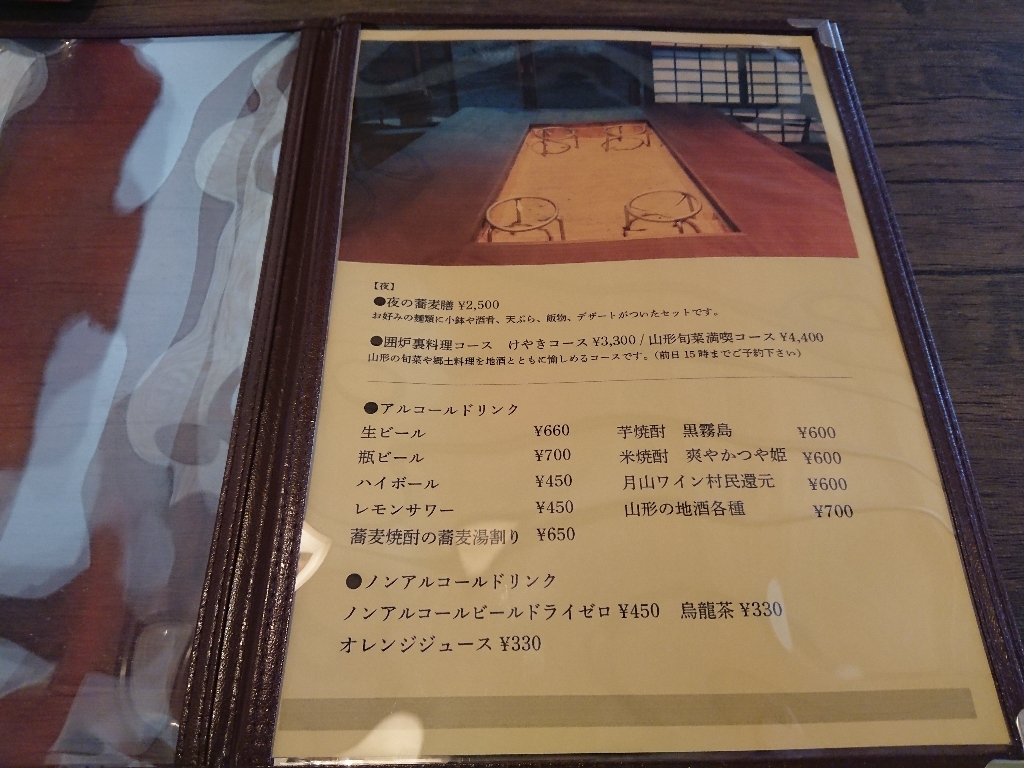 【夜】
●夜の蕎麦膳 ¥2,500
お好みの麺類に小鉢や酒肴、天ぷら、飯物、デザートがついたセットです。
●囲炉裏料理コース　けやきコース ¥3,300 / 山形旬菜満喫コース ¥4,400
山形の旬菜や郷土料理を地酒とともに愉しめるコースです。（前日 15 時までご予約下さい）
●アルコールドリンク
生ビール ¥660　芋焼酎　黒霧島 ¥600
瓶ビール ¥700　米焼酎　爽やかつや姫 ¥600
ハイボール ¥450　月山ワイン村民還元 ¥600
レモンサワー ¥450　山形の地酒各種 ¥700
蕎麦焼酎の蕎麦湯割り ¥650
●ノンアルコールドリンク
ノンアルコールビールドライゼロ ¥450　烏龍茶 ¥330
オレンジジュース ¥330